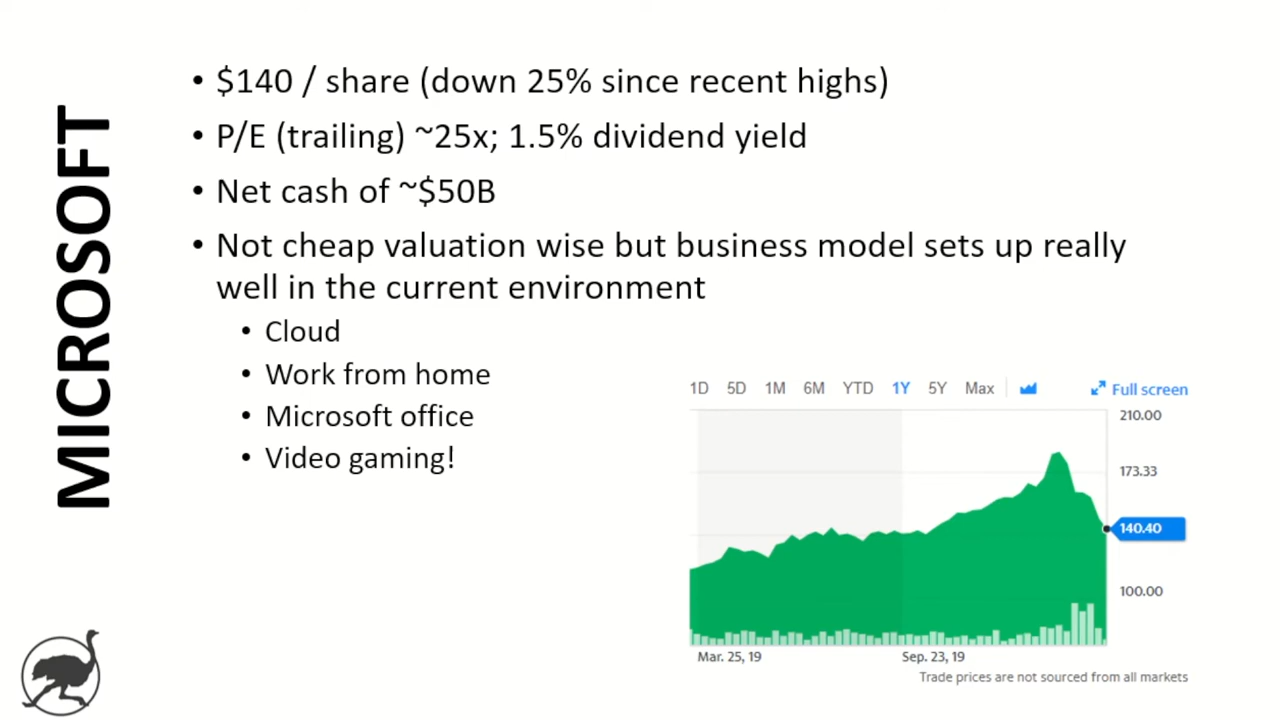 MICROSOFT
• $140 / share (down 25% since recent highs)
• P/E (trailing) ~25x; 1.5% dividend yield
• Net cash of ~$50B
• Not cheap valuation wise but business model sets up really
well in the current environment
• Cloud
• Work from home
• Microsoft office
• Video gaming!
1D 5D 1M 6M YTD 1Y 5Y Max Full screen
210.00
173.33
140.40
100.00
Mar. 25, 19 Sep. 23, 19
Trade prices are not sourced from all markets